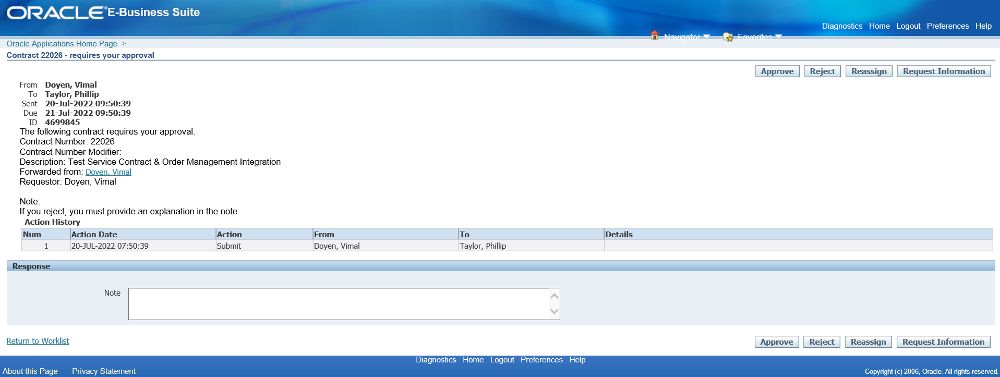 ORACLE® E-Business Suite
Diagnostics Home Logout Preferences Help
Navigator Favorites
Oracle Applications Home Page >
Contract 22026 - requires your approval
Approve Reject Reassign Request Information
From Doyen, Vimal
To Taylor, Phillip
Sent 20-Jul-2022 09:50:39
Due 21-Jul-2022 09:50:39
ID 4699845
The following contract requires your approval.
Contract Number: 22026
Contract Number Modifier:
Description: Test Service Contract & Order Management Integration
Forwarded from: Doyen, Vimal
Requestor: Doyen, Vimal
Note:
If you reject, you must provide an explanation in the note.
Action History
Num Action Date Action From To Details
1 20-JUL-2022 07:50:39 Submit Doyen, Vimal Taylor, Phillip
Response
Note
Return to Worklist
Approve Reject Reassign Request Information
Diagnostics Home Logout Preferences Help
About this Page Privacy Statement
Copyright (c) 2006, Oracle. All rights reserved.